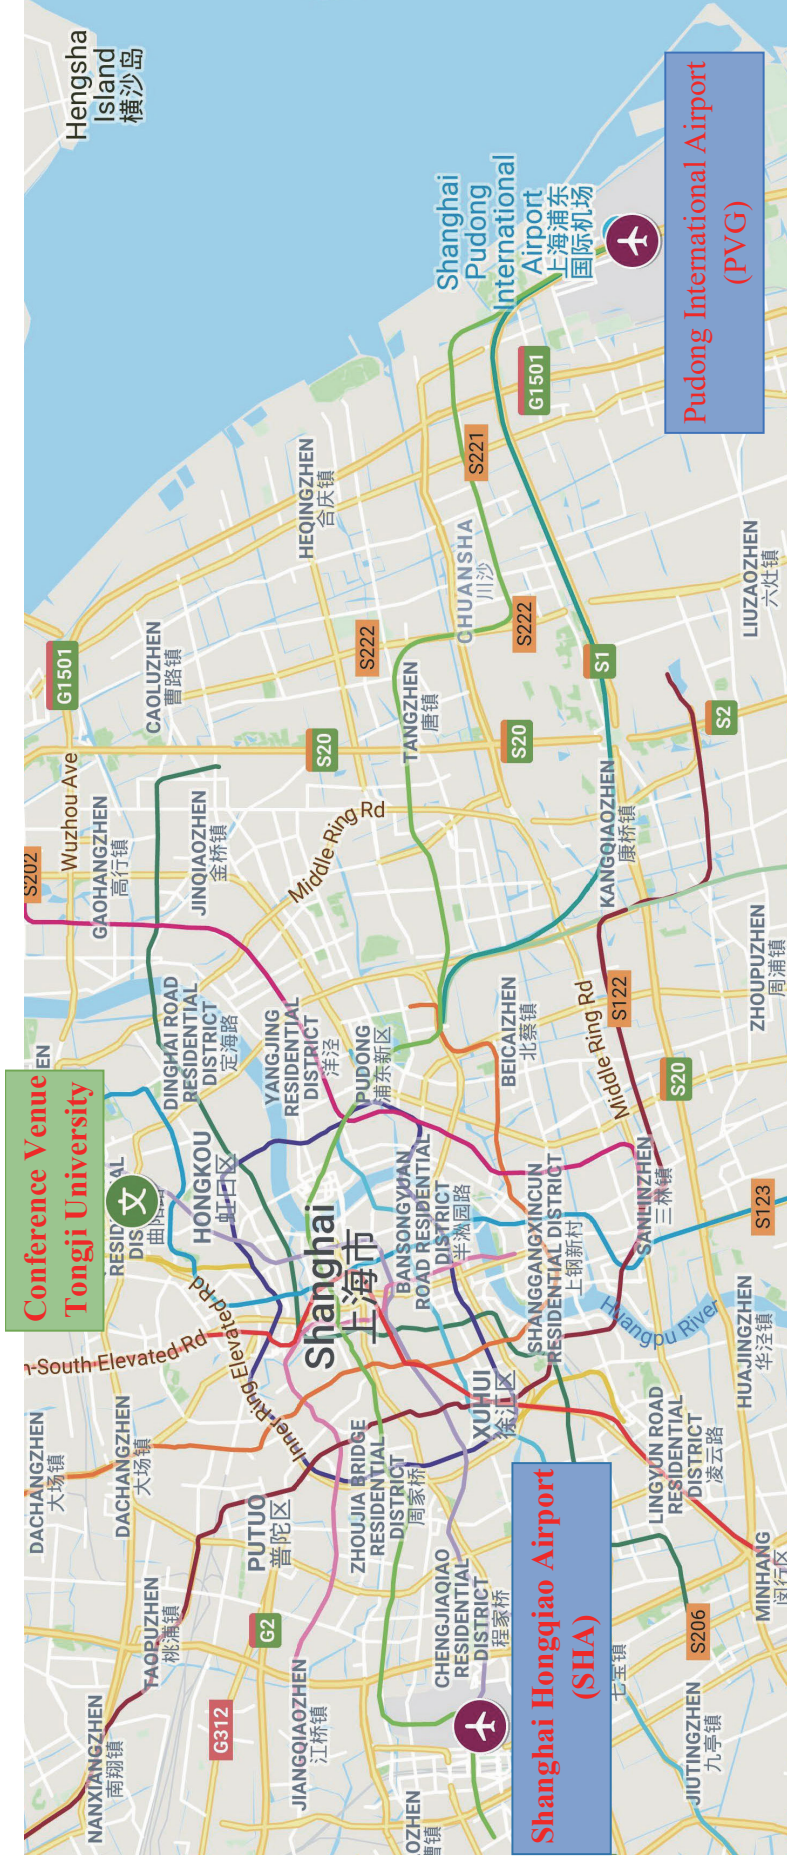 Hengsha
Island
横沙岛
Shanghai
Pudong
International
Airport
上海浦东
国际机场
Pudong International Airport
(PVG)
G1501
S221
HEQINGZHEN
合庆镇
CHUANSHA
川沙
LIUZAOZHEN
六灶镇
G1501
CAOLUZHEN
曹路镇
S222
S222
S1
TANGZHEN
唐镇
S20
S20
S2
Wuzhou Ave
S202
GAOHANGZHEN
高行镇
JINQIAOZHEN
金桥镇
Middle Ring Rd
KANGQIAOZHEN
康桥镇
ZHOUPUZHEN
周浦镇
S122
Middle Ring Rd
S20
DINGHAI ROAD
RESIDENTIAL
DISTRICT
定海路
YANGJING
RESIDENTIAL
DISTRICT
洋泾
PUDONG
浦东新区
BEICAIZHEN
北蔡镇
EN
Conference Venue
Tongji University
文
HONGKOU
虹口区
Shanghai
上海市
BANSONGYUAN
ROAD RESIDENTIAL
DISTRICT
半淞园路
SHANGGANGXINCUN
RESIDENTIAL DISTRICT
上钢新村
SANLINZHEN
三林镇
S123
Huangpu River
HUAJINGZHEN
华泾镇
n-South Elevated Rd
Inner Ring Elevated Rd
DACHANGZHEN
大场镇
DACHANGZHEN
大场镇
PUTUO
普陀区
ZHOUJIA BRIDGE
RESIDENTIAL
DISTRICT
周家桥
XUHUI
徐汇区
LINGYUN ROAD
RESIDENTIAL
DISTRICT
凌云路
MINHANG
闵行区
TAOPUZHEN
桃浦镇
G2
CHENGJIAQIAO
RESIDENTIAL
DISTRICT
程家桥
Shanghai Hongqiao Airport
(SHA)
七宝镇
S206
NANXIANGZHEN
南翔镇
G312
JIANGQIAOZHEN
江桥镇
JIUTINGZHEN
九亭镇
OZHEN